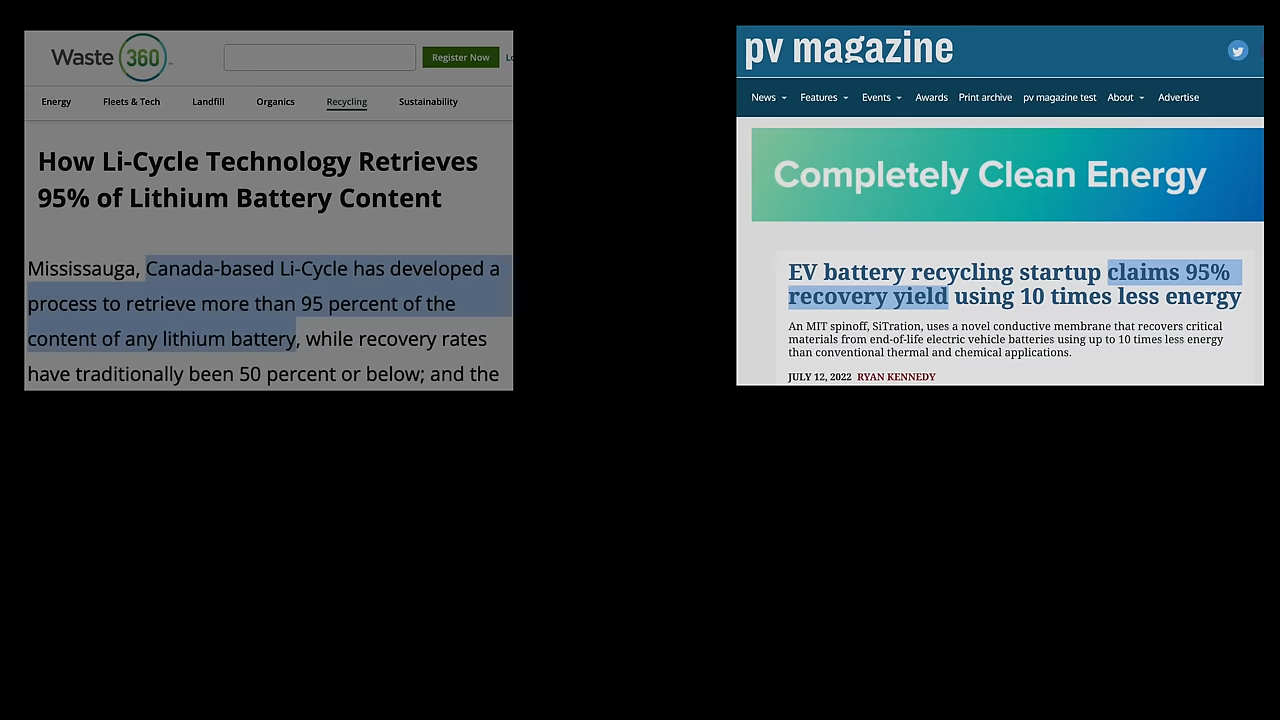 Waste 360
Register Now
Energy Fleets & Tech Landfill Organics Recycling Sustainability
How Li-Cycle Technology Retrieves
95% of Lithium Battery Content
Mississauga, Canada-based Li-Cycle has developed a
process to retrieve more than 95 percent of the
content of any lithium battery, while recovery rates
have traditionally been 50 percent or below; and the
pv magazine
News Features Events Awards Print archive pv magazine test About Advertise
Completely Clean Energy
EV battery recycling startup claims 95%
recovery yield using 10 times less energy
An MIT spinoff, SiTration, uses a novel conductive membrane that recovers critical
materials from end-of-life electric vehicle batteries using up to 10 times less energy
than conventional thermal and chemical applications.
JULY 12, 2022 RYAN KENNEDY